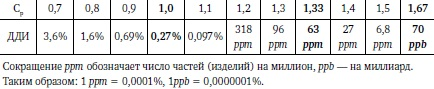 Cр 0,7 0,8 0,9 1,0 1,1 1,2 1,3 1,33 1,4 1,5 1,67
ДДИ 3,6% 1,6% 0,69% 0,27% 0,097% 318 ppm 96 ppm 63 ppm 27 ppm 6,8 ppm 70 ppb
Сокращение ppm обозначает число частей (изделий) на миллион, ppb — на миллиард.
Таким образом: 1 ppm = 0,0001%, 1ppb = 0,0000001%.